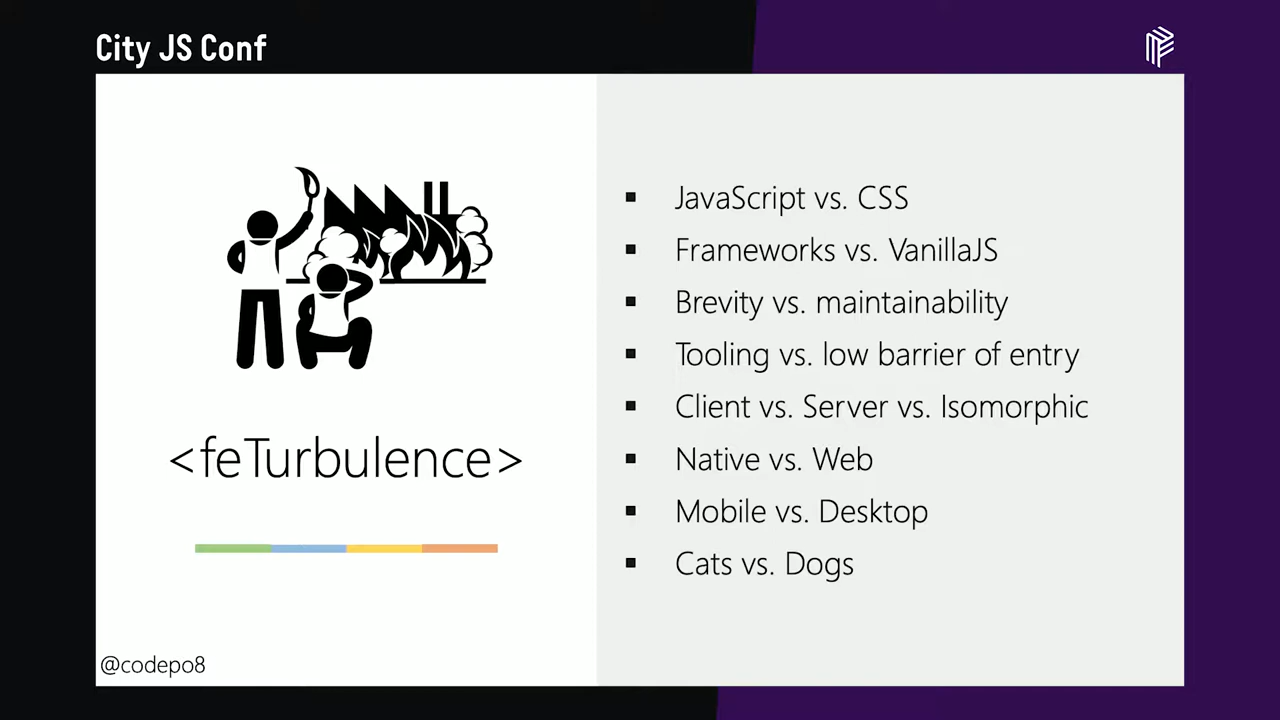 City JS Conf
<feTurbulence>
@codepo8
JavaScript vs. CSS
Frameworks vs. VanillaJS
Brevity vs. maintainability
Tooling vs. low barrier of entry
Client vs. Server vs. Isomorphic
Native vs. Web
Mobile vs. Desktop
Cats vs. Dogs